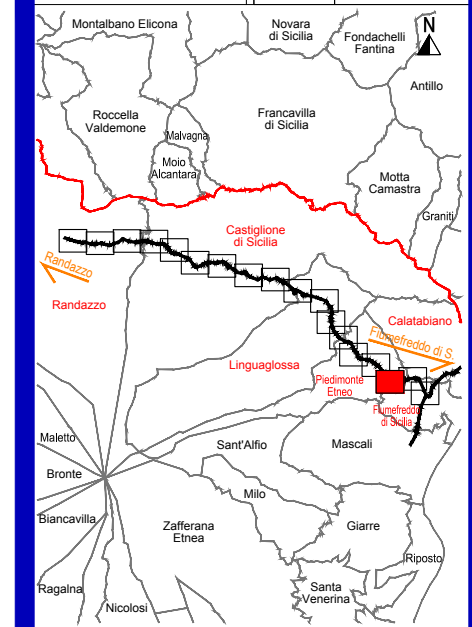 Montalbano Elicona
Novara
di Sicilia
Fondachelli
Fantina
N
Antillo
Roccella
Valdemone
Francavilla
di Sicilia
Malvagna
Moio
Alcantara
Motta
Camastra
Graniti
Castiglione
di Sicilia
Randazzo
Randazzo
Calatabiano
Fiumefreddo di S.
Linguaglossa
Piedimonte
Etneo
Fiumefreddo
di Sicilia
Maletto
Sant'Alfio
Mascali
Bronte
Milo
Biancavilla
Zafferana
Etnea
Giarre
Riposto
Ragalna
Nicolosi
Santa
Venerina